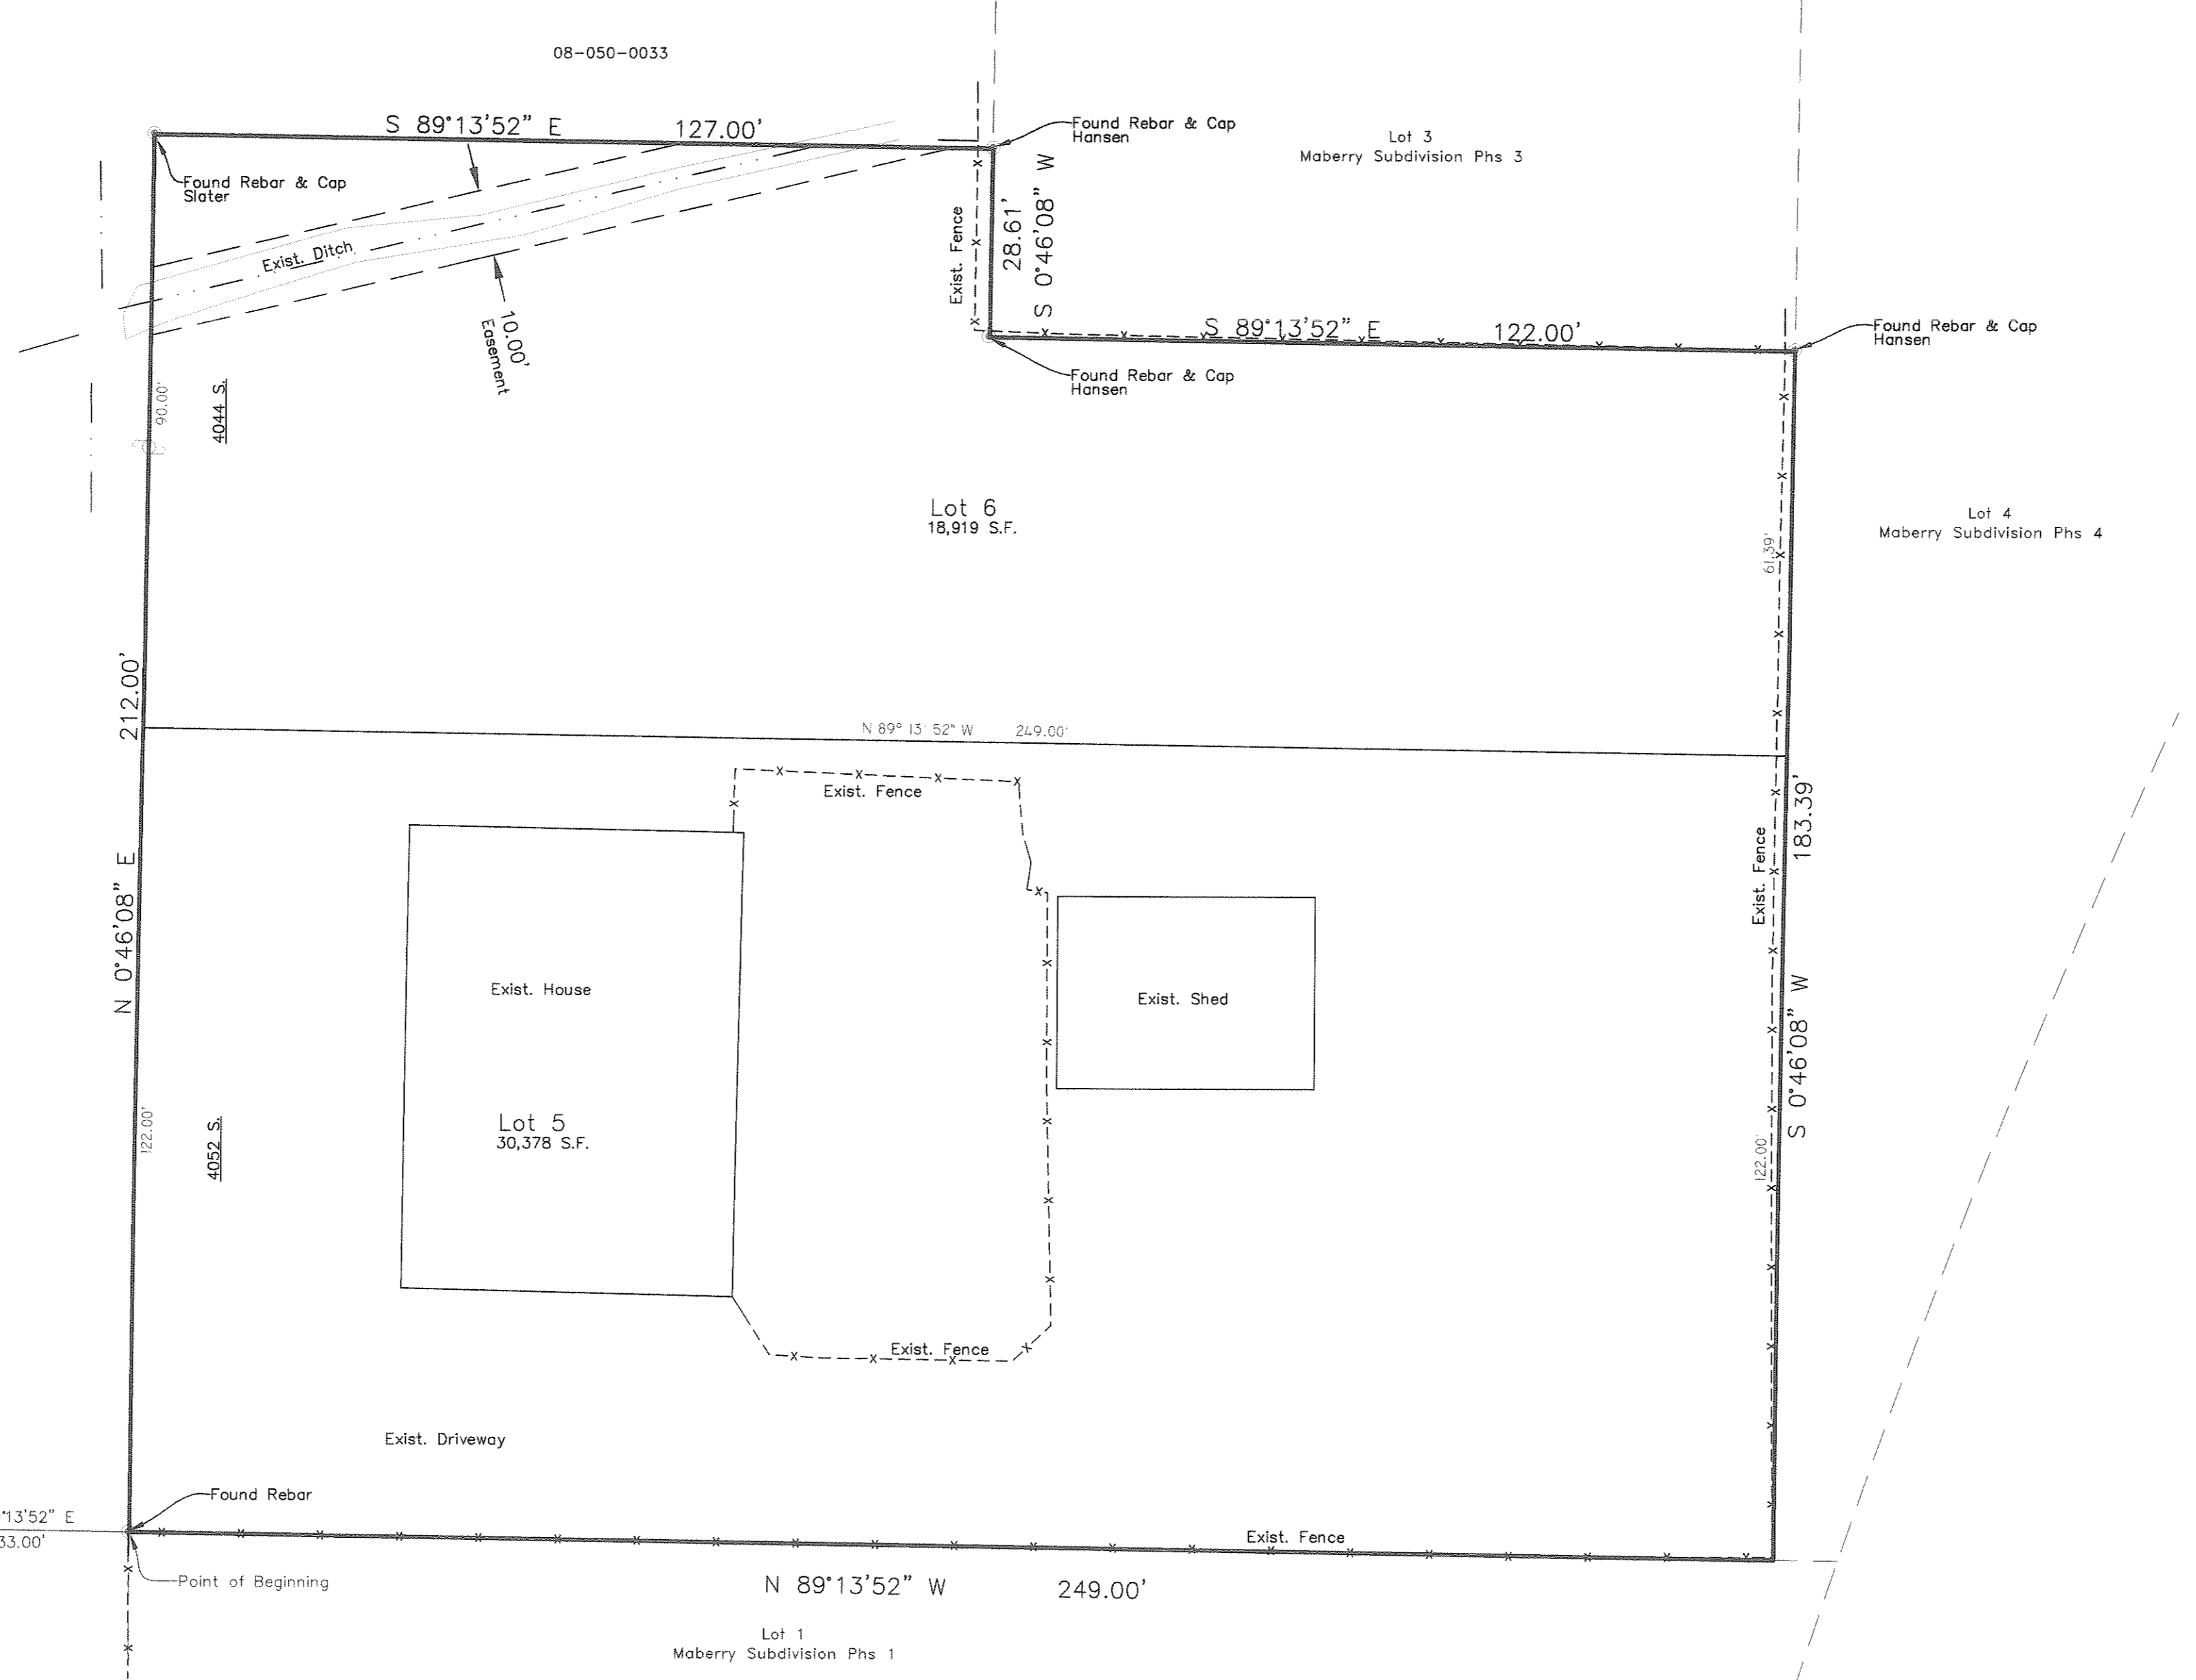 08-050-0033
S 89°13'52" E 127.00'
Found Rebar & Cap
Hansen
Lot 3
Maberry Subdivision Phs 3
Found Rebar & Cap
Slater
Exist. Ditch
10.00'
Easement
Exist. Fence
28.61'
S 0°46'08" W
S 89°13'52" E 122.00'
Found Rebar & Cap
Hansen
Found Rebar & Cap
Hansen
90.00'
4044 S.
Lot 6
18,919 S.F.
61.39'
Lot 4
Maberry Subdivision Phs 4
N 0°46'08" E 212.00'
N 89° 13' 52" W 249.00'
Exist. Fence
Exist. Fence
S 0°46'08" W 183.39'
Exist. House
Exist. Shed
Lot 5
30,378 S.F.
122.00'
4052 S.
122.00'
Exist. Fence
Exist. Driveway
Found Rebar
°13'52" E
33.00'
Exist. Fence
Point of Beginning
N 89°13'52" W 249.00'
Lot 1
Maberry Subdivision Phs 1